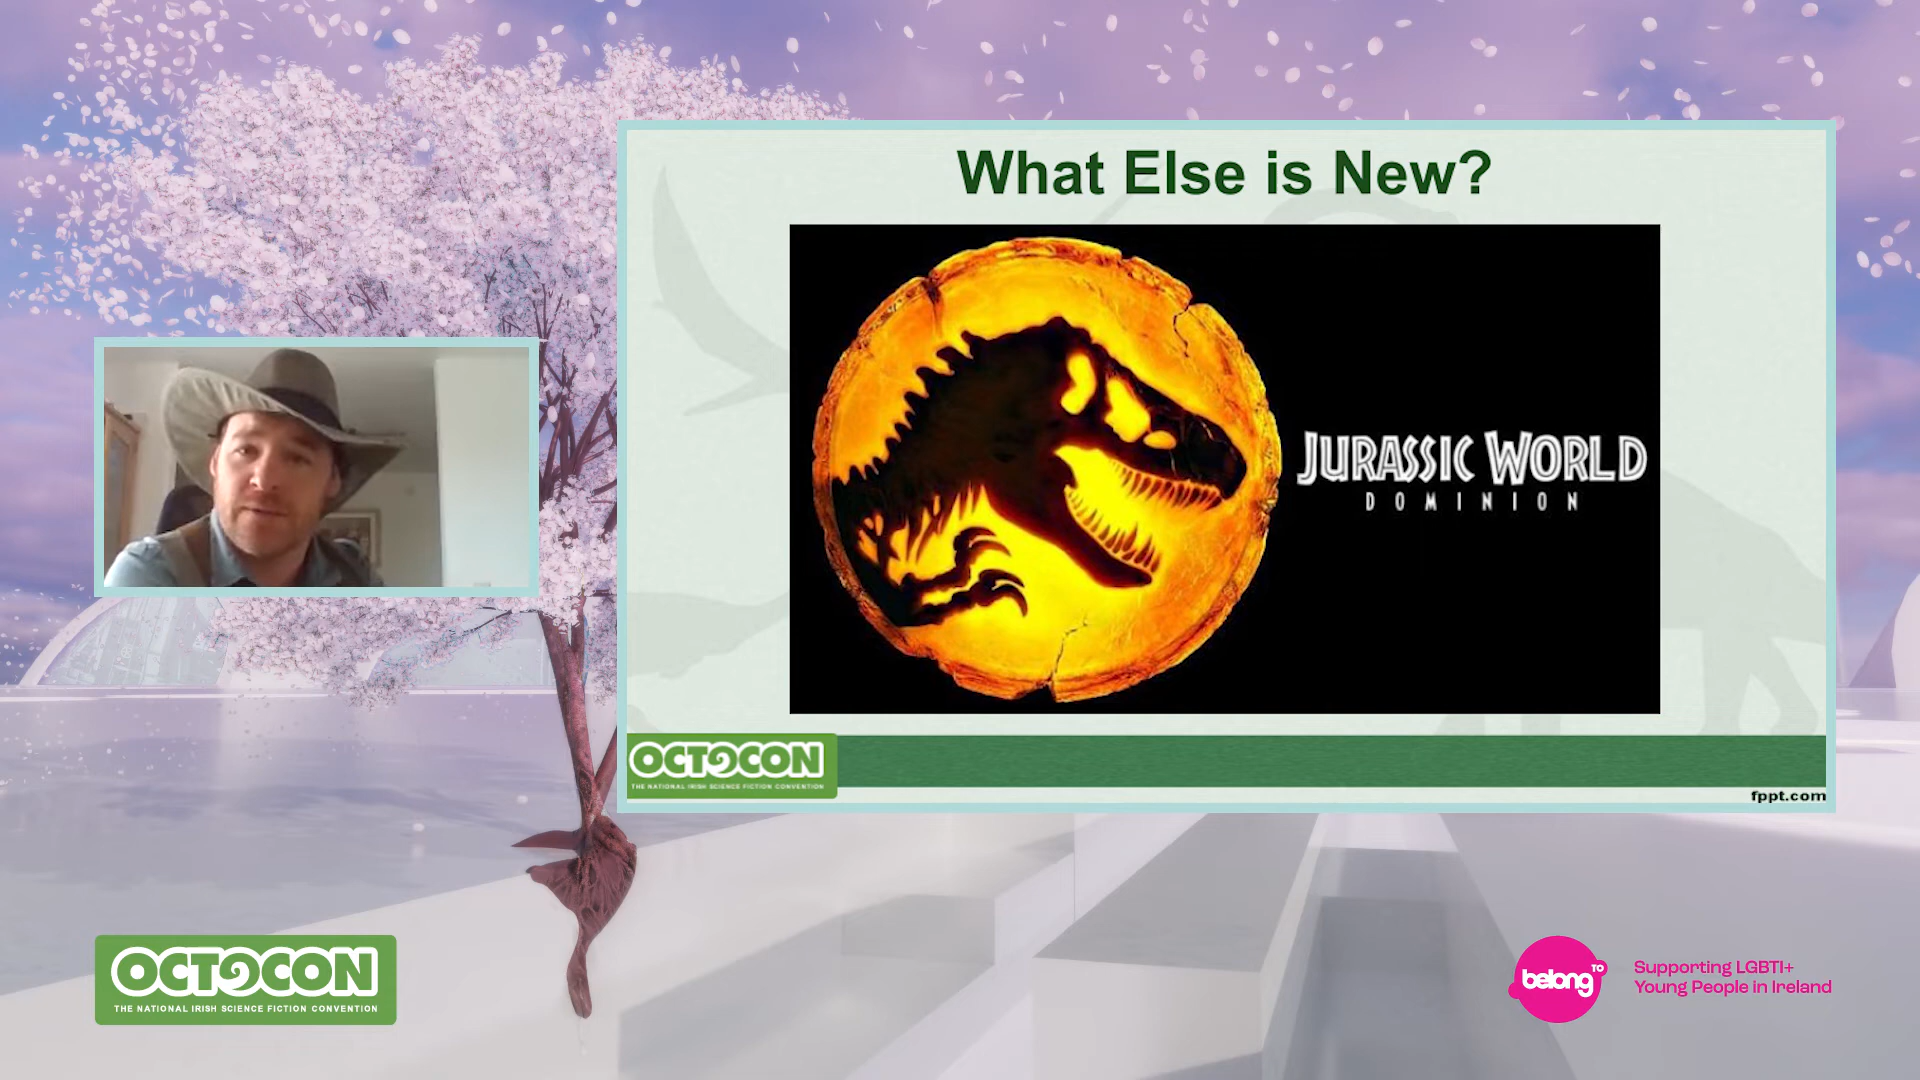 What Else is New?
JURASSIC WORLD
DOMINION
OCTOCON
THE NATIONAL IRISH SCIENCE FICTION CONVENTION
fppt.com
OCTOCON
THE NATIONAL IRISH SCIENCE FICTION CONVENTION
belong TO
Supporting LGBTI+
Young People in Ireland